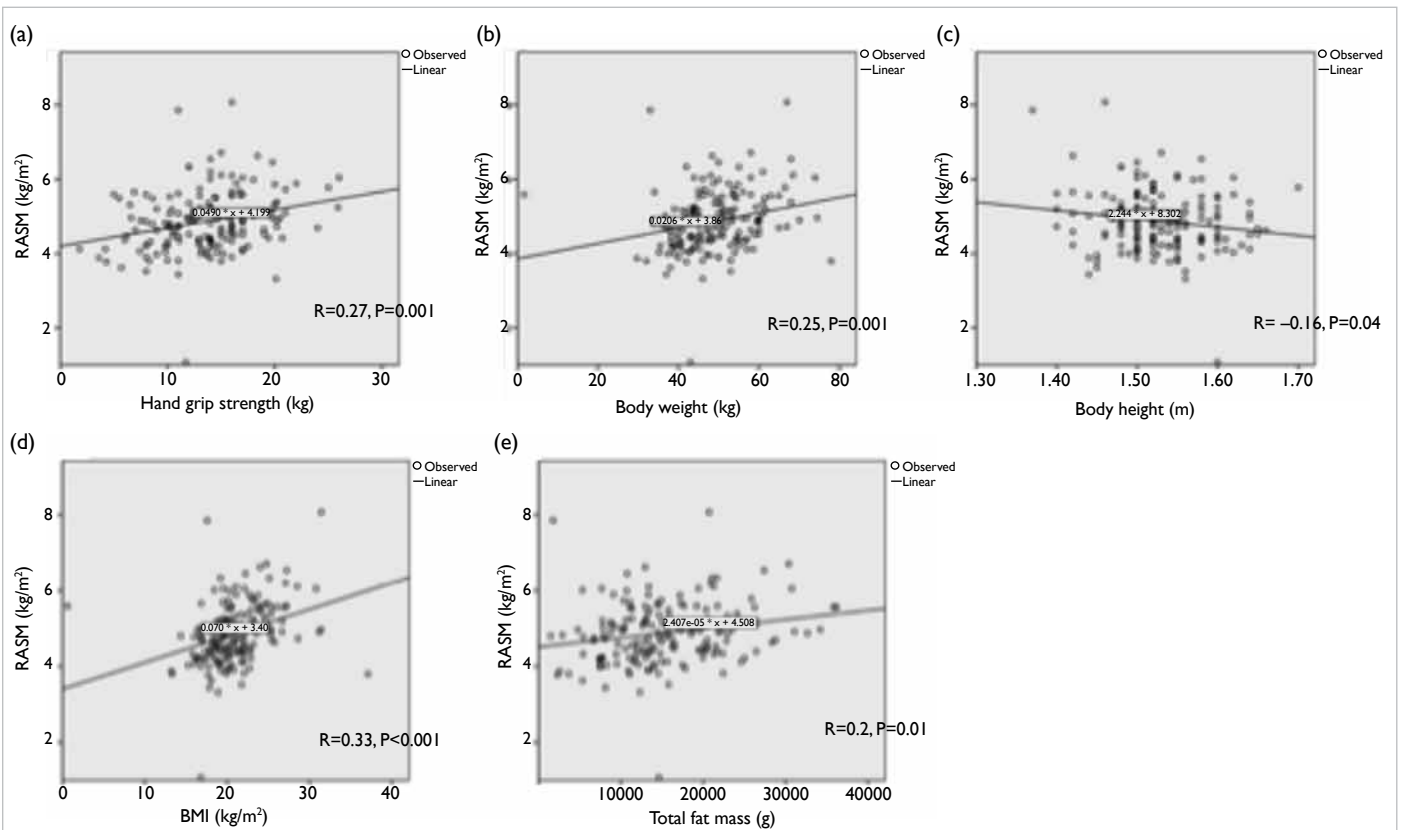 (a)
○ Observed
—Linear
8
6
4
2
RASM (kg/m²)
0.0490 * x + 4.199
R=0.27, P=0.001
0 10 20 30
Hand grip strength (kg)
(b)
○ Observed
—Linear
8
6
4
2
RASM (kg/m²)
0.0206 * x + 3.86
R=0.25, P=0.001
0 20 40 60 80
Body weight (kg)
(c)
○ Observed
—Linear
8
6
4
2
RASM (kg/m²)
2.244 * x + 8.302
R= –0.16, P=0.04
1.30 1.40 1.50 1.60 1.70
Body height (m)
(d)
○ Observed
—Linear
8
6
4
2
RASM (kg/m²)
0.070 * x + 3.40
R=0.33, P<0.001
0 10 20 30 40
BMI (kg/m²)
(e)
○ Observed
—Linear
8
6
4
2
RASM (kg/m²)
2.407e-05 * x + 4.508
R=0.2, P=0.01
10000 20000 30000 40000
Total fat mass (g)